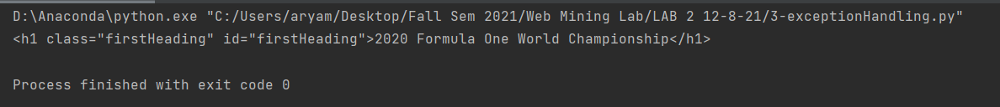 D:\Anaconda\python.exe "C:/Users/aryam/Desktop/Fall Sem 2021/Web Mining Lab/LAB 2 12-8-21/3-exceptionHandling.py"
<h1 class="firstHeading" id="firstHeading">2020 Formula One World Championship</h1>
Process finished with exit code 0